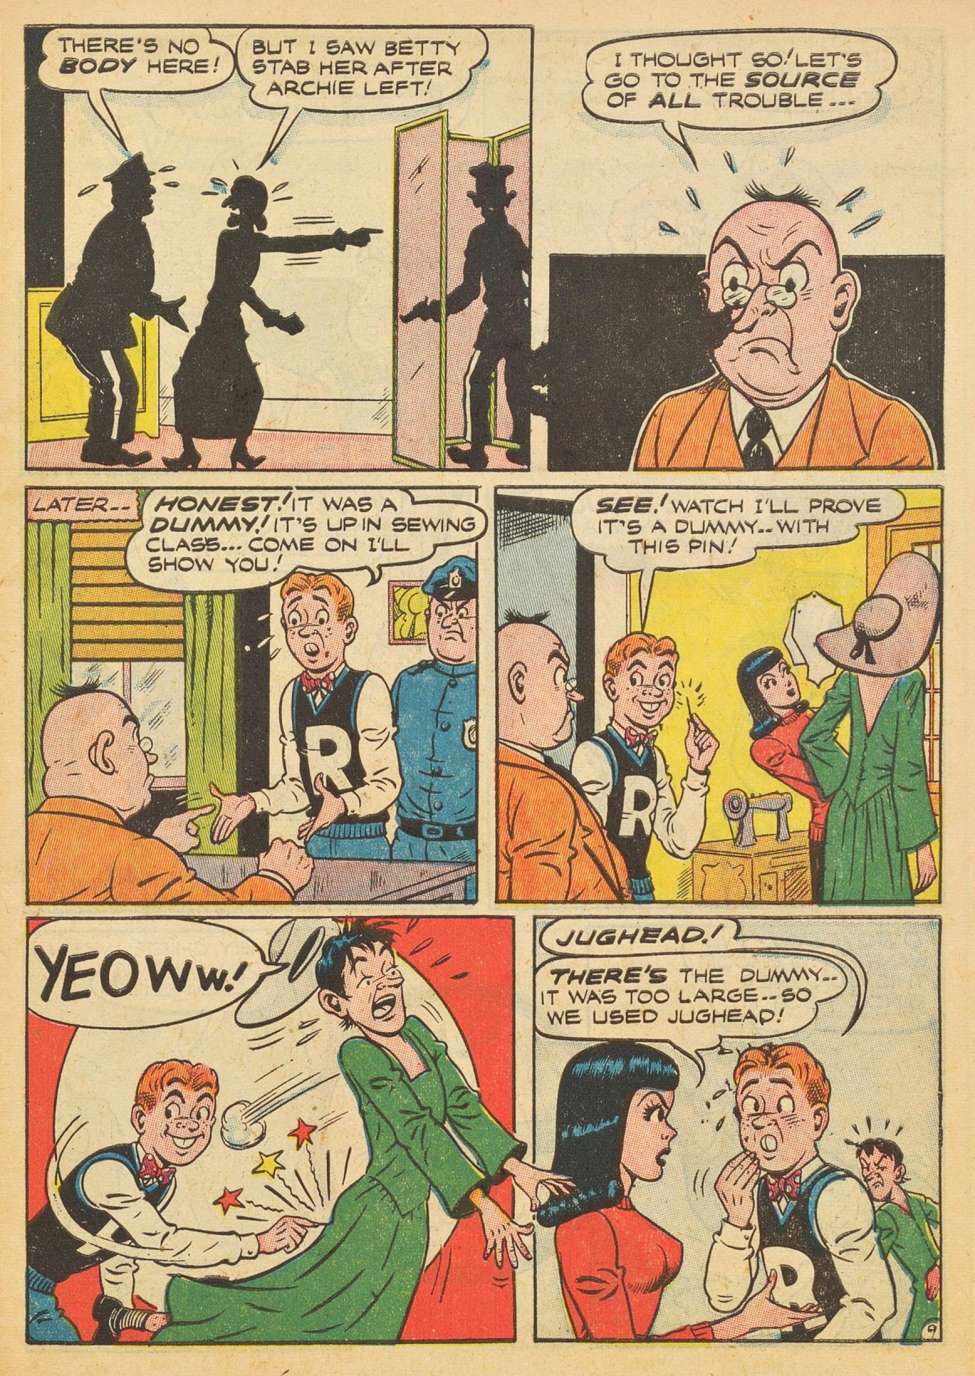 THERE'S NO
BODY HERE!
BUT I SAW BETTY
STAB HER AFTER
ARCHIE LEFT!
I THOUGHT SO! LET'S
GO TO THE SOURCE
OF ALL TROUBLE---
LATER--
HONEST! IT WAS A
DUMMY! IT'S UP IN SEWING
CLASS... COME ON I'LL
SHOW YOU!
R
SEE! WATCH I'LL PROVE
IT'S A DUMMY--WITH
THIS PIN!
R
YEOWW!
JUGHEAD!
THERE'S THE DUMMY--
IT WAS TOO LARGE--SO
WE USED JUGHEAD!
R
9